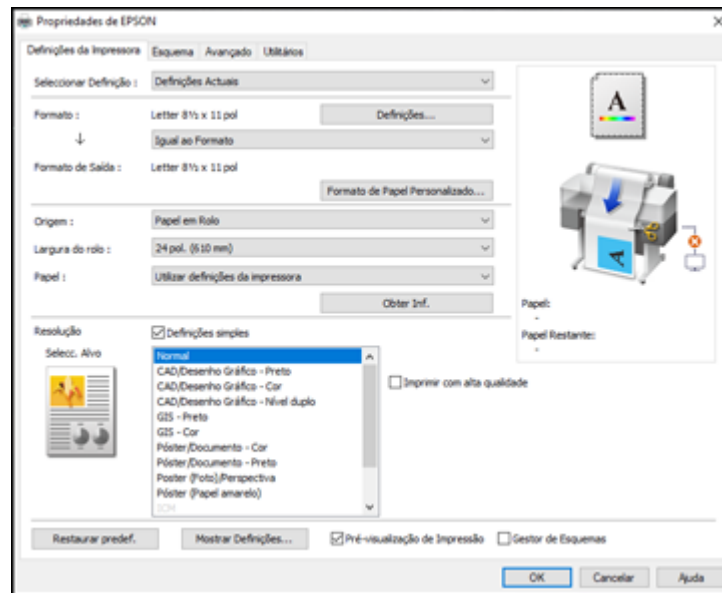 Propriedades de EPSON
Definições da Impressora Esquema Avançado Utilitários
Seleccionar Definição : Definições Actuais
Formato : Letter 8½ x 11 pol Definições...
Igual ao Formato
Formato de Saída : Letter 8½ x 11 pol
Formato de Papel Personalizado...
Origem : Papel em Rolo
Largura do rolo : 24 pol. (610 mm)
Papel : Utilizar definições da impressora
Obter Inf.
A
A
Papel:
-
Papel Restante:
-
Resolução Definições simples
Selecc. Alvo
Normal
CAD/Desenho Gráfico - Preto
CAD/Desenho Gráfico - Cor
CAD/Desenho Gráfico - Nível duplo
GIS - Preto
GIS - Cor
Póster/Documento - Cor
Póster/Documento - Preto
Poster (Foto)/Perspectiva
Póster (Papel amarelo)
ICM
Imprimir com alta qualidade
Restaurar predef. Mostrar Definições... Pré-visualização de Impressão Gestor de Esquemas
OK Cancelar Ajuda